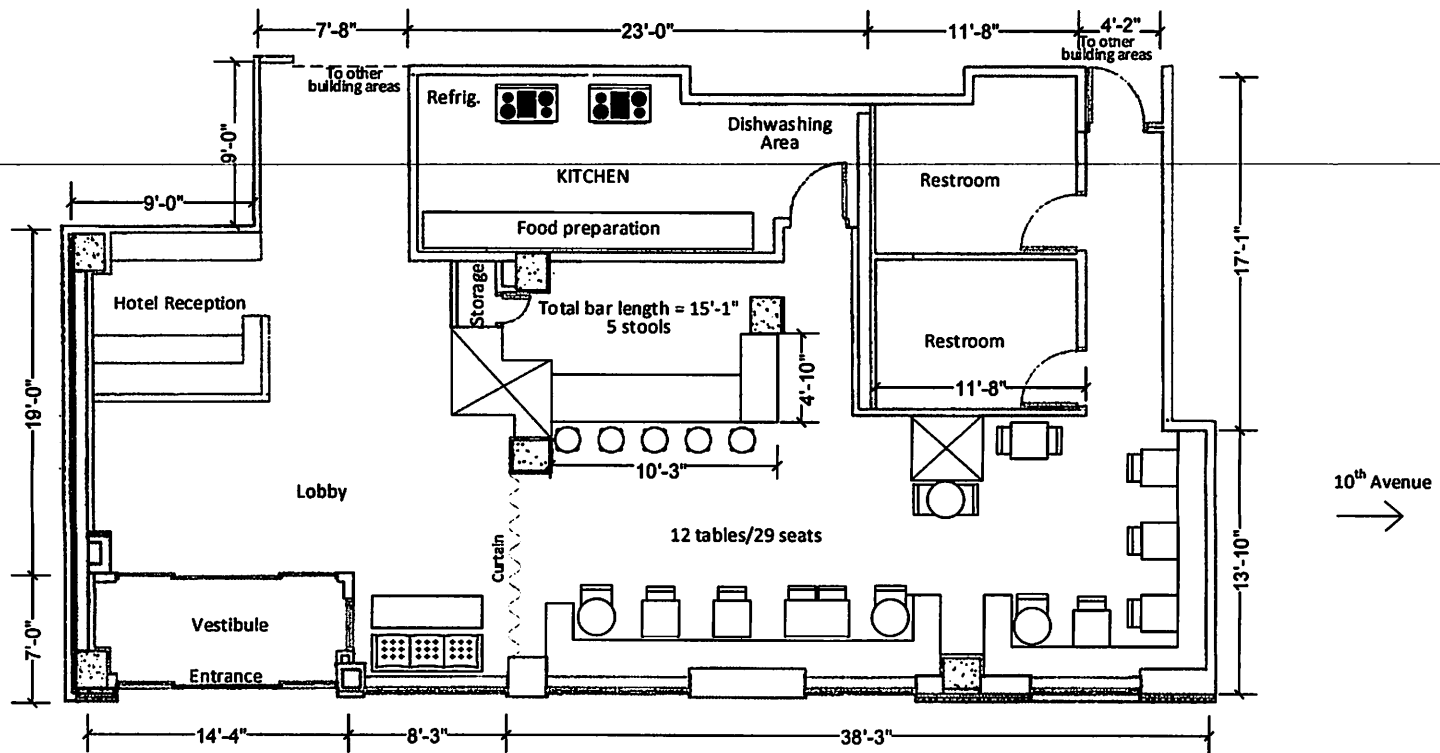 7'-8"
23'-0"
11'-8"
4'-2"
To other
building areas
To other
building areas
9'-0"
Refrig.
Dishwashing
Area
KITCHEN
Restroom
9'-0"
Food preparation
17'-1"
Storage
Hotel Reception
Total bar length = 15'-1"
5 stools
Restroom
4'-10"
11'-8"
19'-0"
10'-3"
10th Avenue
Lobby
12 tables/29 seats
Curtain
13'-10"
Vestibule
7'-0"
Entrance
14'-4"
8'-3"
38'-3"